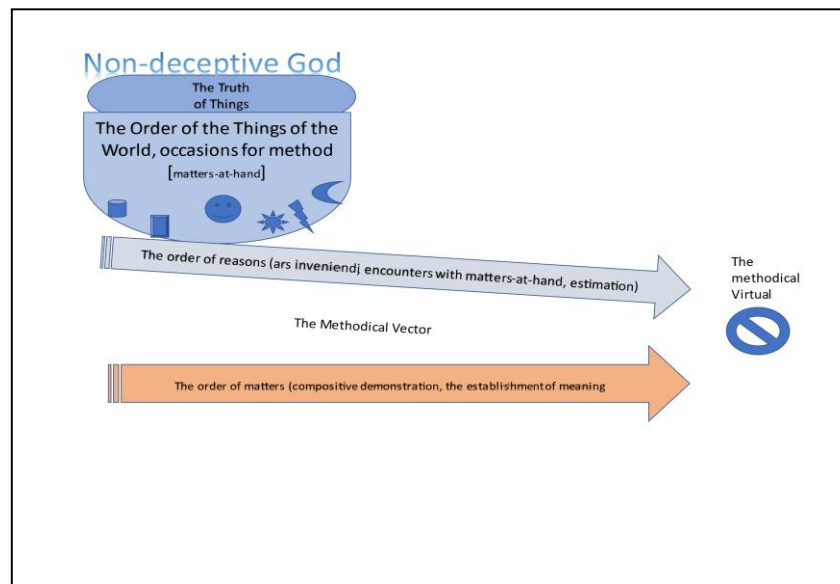 Non-deceptive God
The Truth
of Things
The Order of the Things of the
World, occasions for method
[matters-at-hand]
The order of reasons (ars inveniendi; encounters with matters-at-hand, estimation)
The
methodical
Virtual
The Methodical Vector
The order of matters (compositive demonstration, the establishment of meaning